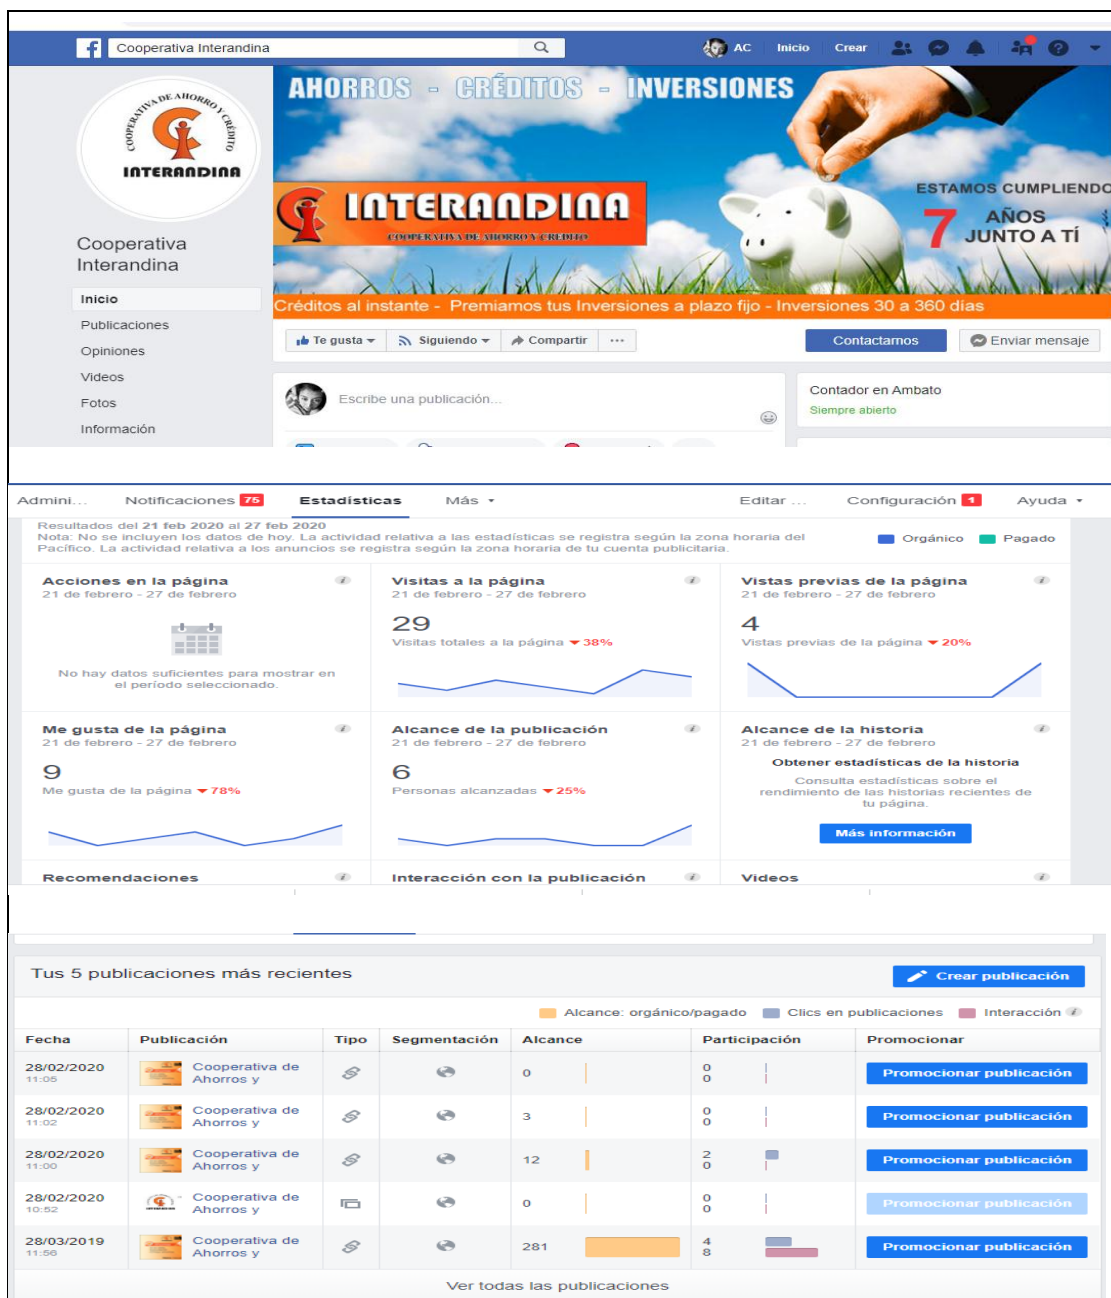 Cooperativa Interandina
AC Inicio Crear
COOPERATIVA DE AHORRO Y CRÉDITO
INTERANDINA
AHORROS - CRÉDITOS - INVERSIONES
INTERANDINA
COOPERATIVA DE AHORRO Y CREDITO
ESTAMOS CUMPLIENDO
7 AÑOS
JUNTO A TÍ
Créditos al instante - Premiamos tus Inversiones a plazo fijo - Inversiones 30 a 360 días
Cooperativa
Interandina
Inicio
Publicaciones
Opiniones
Videos
Fotos
Información
Te gusta Siguiendo Compartir ...
Contactarnos Enviar mensaje
Escribe una publicación...
Contador en Ambato
Siempre abierto
Admini... Notificaciones 75 Estadísticas Más Editar ... Configuración 1 Ayuda
Resultados del 21 feb 2020 al 27 feb 2020
Nota: No se incluyen los datos de hoy. La actividad relativa a las estadísticas se registra según la zona horaria del
Pacífico. La actividad relativa a los anuncios se registra según la zona horaria de tu cuenta publicitaria.
Orgánico Pagado
Acciones en la página
21 de febrero - 27 de febrero
No hay datos suficientes para mostrar en
el período seleccionado.
Visitas a la página
21 de febrero - 27 de febrero
29
Visitas totales a la página 38%
Vistas previas de la página
21 de febrero - 27 de febrero
4
Vistas previas de la página 20%
Me gusta de la página
21 de febrero - 27 de febrero
9
Me gusta de la página 78%
Alcance de la publicación
21 de febrero - 27 de febrero
6
Personas alcanzadas 25%
Alcance de la historia
21 de febrero - 27 de febrero
Obtener estadísticas de la historia
Consulta estadísticas sobre el
rendimiento de las historias recientes de
tu página.
Más información
Recomendaciones Interacción con la publicación Videos
Tus 5 publicaciones más recientes
Crear publicación
Alcance: orgánico/pagado Clics en publicaciones Interacción
Fecha Publicación Tipo Segmentación Alcance Participación Promocionar
28/02/2020 Cooperativa de 0 0 Promocionar publicación
11:05 Ahorros y 0
28/02/2020 Cooperativa de 3 0 Promocionar publicación
11:02 Ahorros y 0
28/02/2020 Cooperativa de 12 2 Promocionar publicación
11:00 Ahorros y 0
28/02/2020 Cooperativa de 0 0 Promocionar publicación
10:52 Ahorros y 0
28/03/2019 Cooperativa de 281 4 Promocionar publicación
11:56 Ahorros y 8
Ver todas las publicaciones